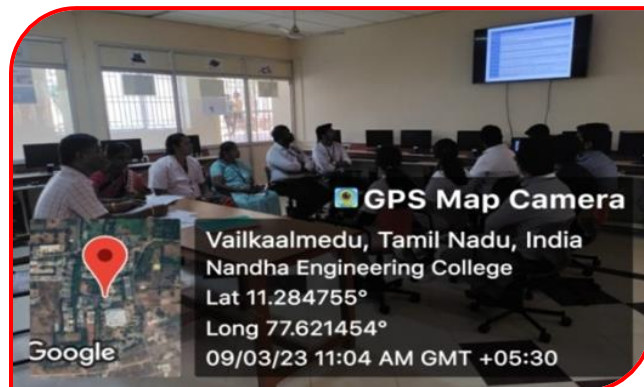 GPS Map Camera
Vailkaalmedu, Tamil Nadu, India
Nandha Engineering College
Lat 11.284755°
Long 77.621454°
09/03/23 11:04 AM GMT +05:30
Google